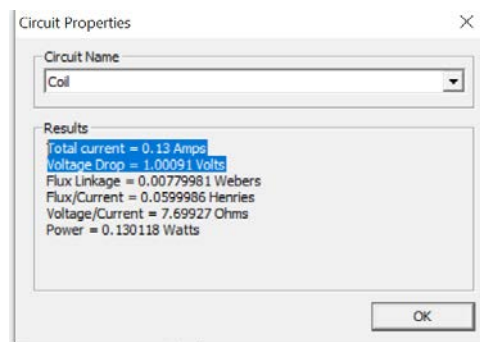 Circuit Properties
Circuit Name
Coil
Results
Total current = 0.13 Amps
Voltage Drop = 1.00091 Volts
Flux Linkage = 0.00779981 Webers
Flux/Current = 0.0599986 Henries
Voltage/Current = 7.69927 Ohms
Power = 0.130118 Watts
OK